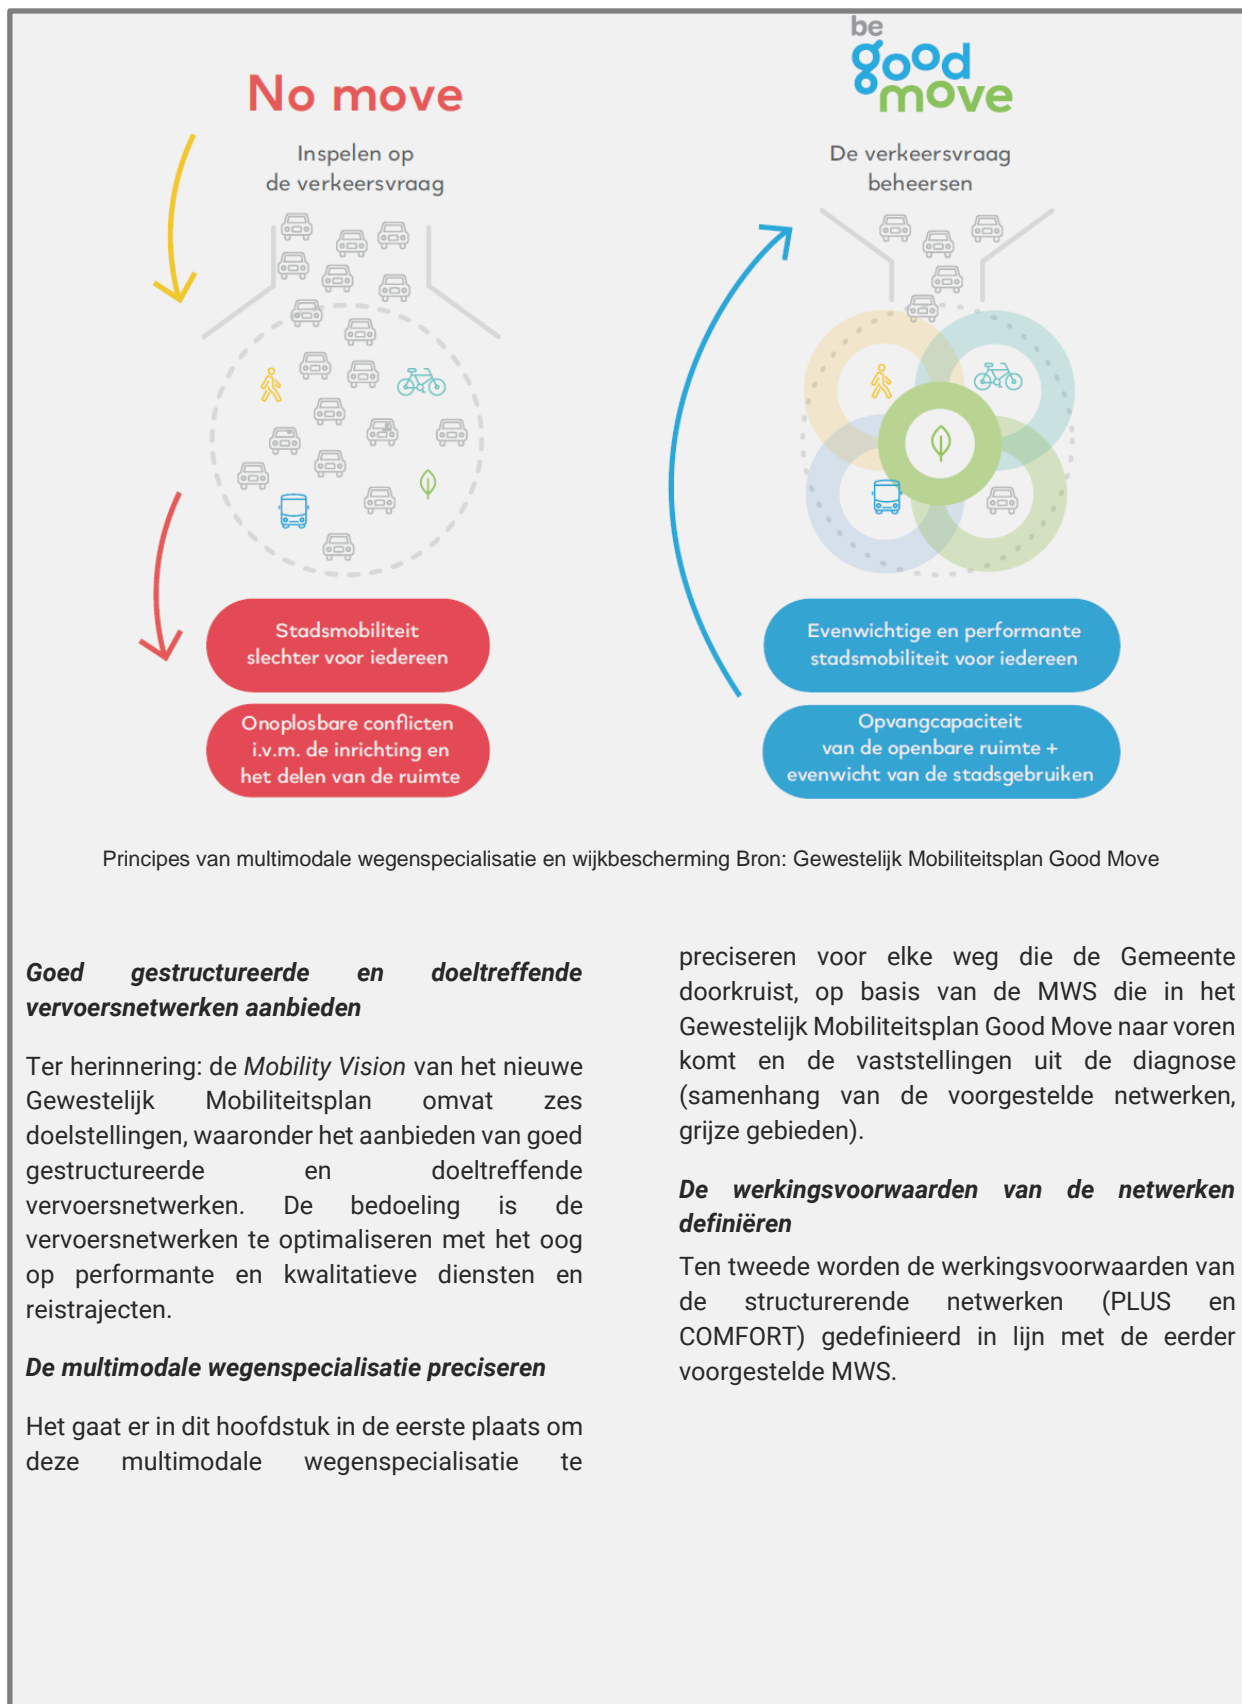 No move
Inspelen op
de verkeersvraag
Stadsmobiliteit
slechter voor iedereen
Onoplosbare conflicten
i.v.m. de inrichting en
het delen van de ruimte
be
good
move
De verkeersvraag
beheersen
Evenwichtige en performante
stadsmobiliteit voor iedereen
Opvangcapaciteit
van de openbare ruimte +
evenwicht van de stadsgebruiken
Principes van multimodale wegenspecialisatie en wijkbescherming Bron: Gewestelijk Mobiliteitsplan Good Move
Goed gestructureerde en doeltreffende
vervoersnetwerken aanbieden
Ter herinnering: de Mobility Vision van het nieuwe
Gewestelijk Mobiliteitsplan omvat zes
doelstellingen, waaronder het aanbieden van goed
gestructureerde en doeltreffende
vervoersnetwerken. De bedoeling is de
vervoersnetwerken te optimaliseren met het oog
op performante en kwalitatieve diensten en
reistrajecten.
De multimodale wegenspecialisatie preciseren
Het gaat er in dit hoofdstuk in de eerste plaats om
deze multimodale wegenspecialisatie te
preciseren voor elke weg die de Gemeente
doorkruist, op basis van de MWS die in het
Gewestelijk Mobiliteitsplan Good Move naar voren
komt en de vaststellingen uit de diagnose
(samenhang van de voorgestelde netwerken,
grijze gebieden).
De werkingsvoorwaarden van de netwerken
definiëren
Ten tweede worden de werkingsvoorwaarden van
de structurerende netwerken (PLUS en
COMFORT) gedefinieerd in lijn met de eerder
voorgestelde MWS.